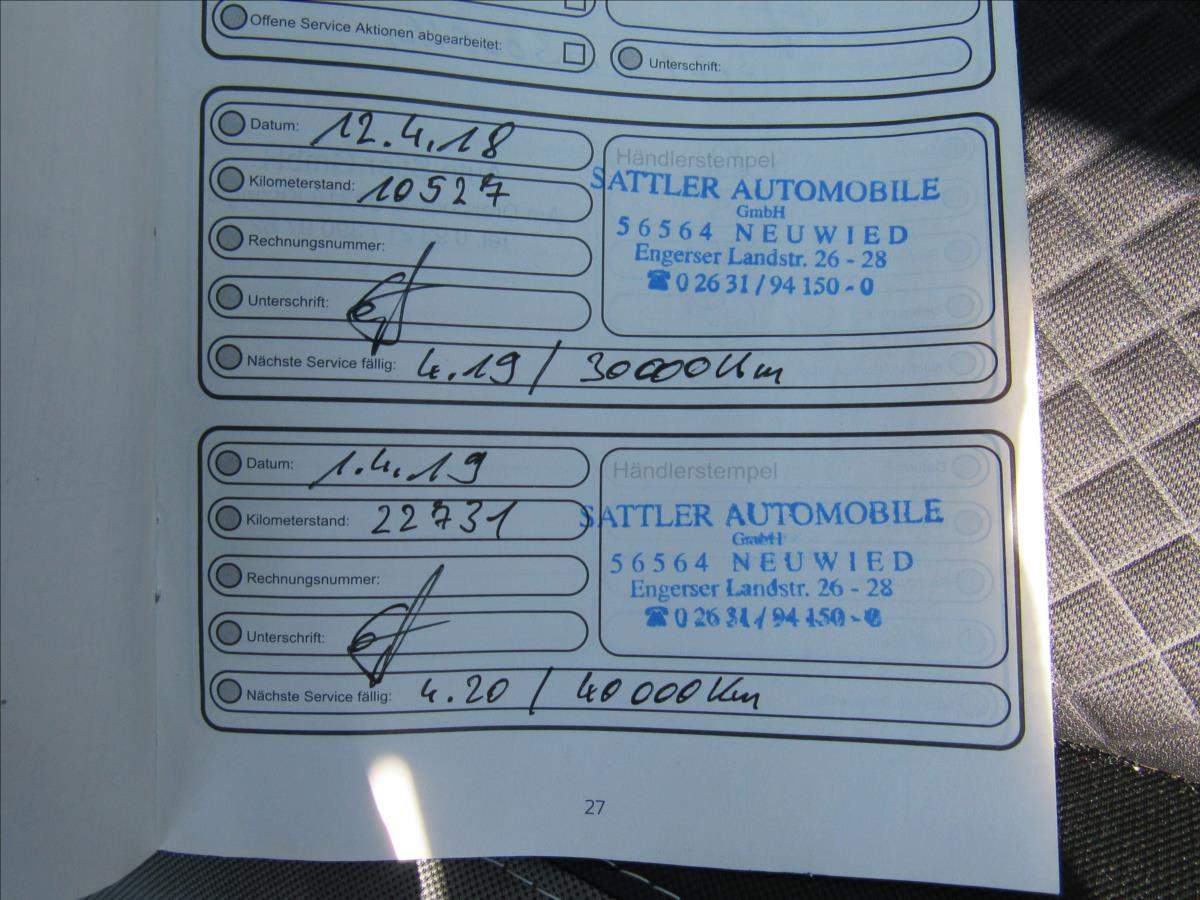 Offene Service Aktionen abgearbeitet:
Unterschrift:
Datum: 12.4.18
Kilometerstand: 10527
Rechnungsnummer:
Unterschrift:
Nächste Service fällig: 4.19 / 30000 Km
Händlerstempel
SATTLER AUTOMOBILE
GmbH
56564 NEUWIED
Engerser Landstr. 26 - 28
☎ 0 26 31 / 94 150 - 0
Datum: 1.4.19
Kilometerstand: 22731
Rechnungsnummer:
Unterschrift:
Nächste Service fällig: 4.20 / 40 000 Km
Händlerstempel
SATTLER AUTOMOBILE
GmbH
56564 NEUWIED
Engerser Landstr. 26 - 28
☎ 0 26 31 / 94 150 - 0
27